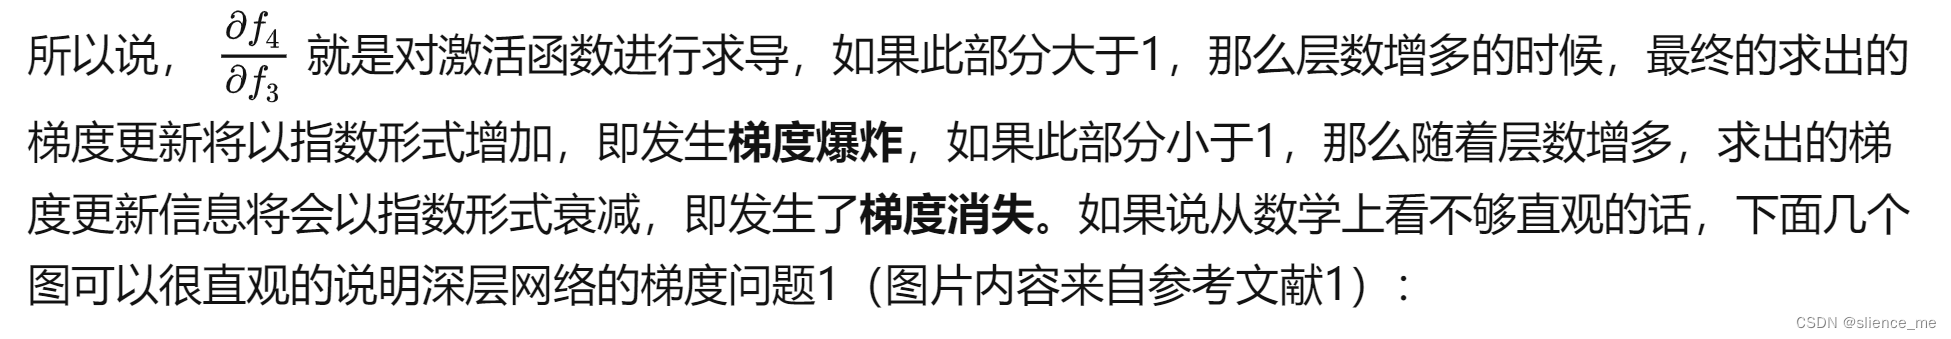 所以说， ∂f₄/∂f₃ 就是对激活函数进行求导，如果此部分大于1，那么层数增多的时候，最终的求出的
梯度更新将以指数形式增加，即发生梯度爆炸，如果此部分小于1，那么随着层数增多，求出的梯
度更新信息将会以指数形式衰减，即发生了梯度消失。如果说从数学上看不够直观的话，下面几个
图可以很直观的说明深层网络的梯度问题1（图片内容来自参考文献1）：
CSDN @slience_me